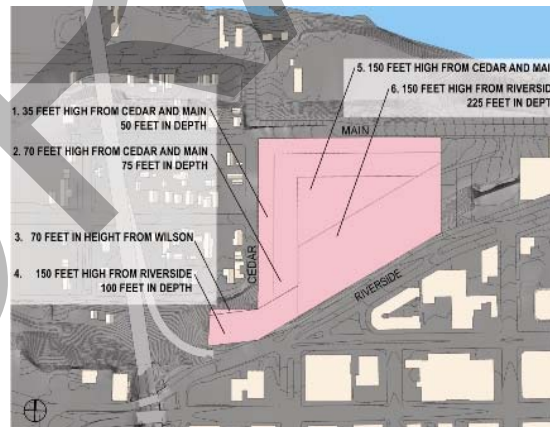 1. 35 FEET HIGH FROM CEDAR AND MAIN
50 FEET IN DEPTH
2. 70 FEET HIGH FROM CEDAR AND MAIN
75 FEET IN DEPTH
3. 70 FEET IN HEIGHT FROM WILSON
4. 150 FEET HIGH FROM RIVERSIDE
100 FEET IN DEPTH
5. 150 FEET HIGH FROM CEDAR AND MAI
6. 150 FEET HIGH FROM RIVERSID
225 FEET IN DEPT
MAIN
CEDAR
RIVERSIDE